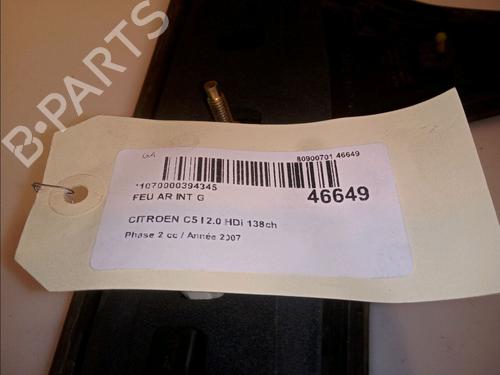 B-PARTS
GA
80900701 46649
*1070000394345
46649
FEU AR INT G
CITROEN C5 I 2.0 HDi 138ch
Phase 2 cc / Année 2007